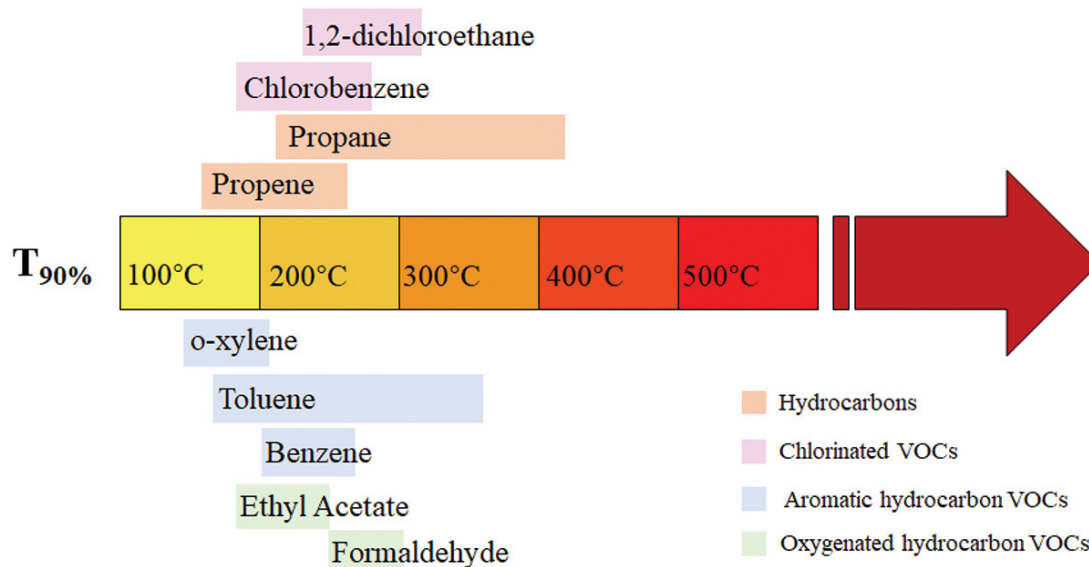 1,2-dichloroethane
Chlorobenzene
Propane
Propene
T90%
100°C
200°C
300°C
400°C
500°C
o-xylene
Toluene
Benzene
Ethyl Acetate
Formaldehyde
Hydrocarbons
Chlorinated VOCs
Aromatic hydrocarbon VOCs
Oxygenated hydrocarbon VOCs